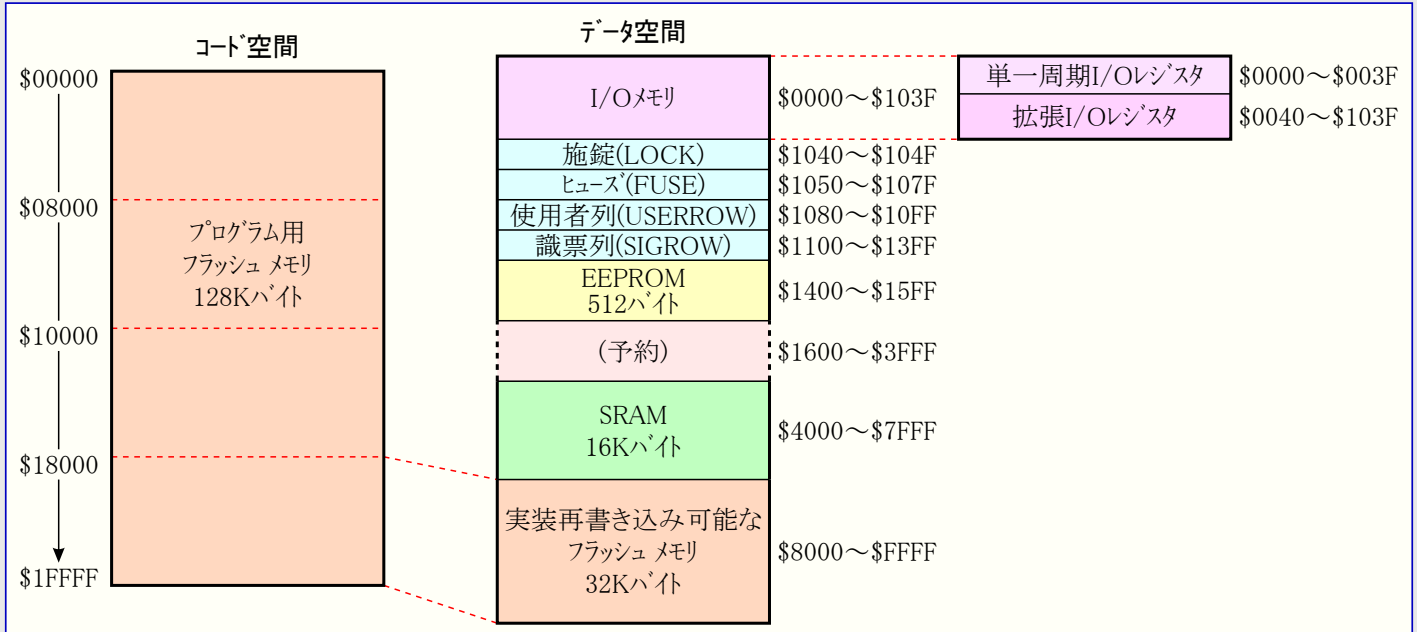 コード空間
$00000
$08000
$10000
$18000
$1FFFF
プログラム用
フラッシュ メモリ
128Kバイト
データ空間
I/Oメモリ
$0000～$103F
施錠(LOCK)
$1040～$104F
ヒューズ(FUSE)
$1050～$107F
使用者列(USERROW)
$1080～$10FF
識票列(SIGROW)
$1100～$13FF
EEPROM
512バイト
$1400～$15FF
(予約)
$1600～$3FFF
SRAM
16Kバイト
$4000～$7FFF
実装再書き込み可能な
フラッシュ メモリ
32Kバイト
$8000～$FFFF
単一周期I/Oレジスタ
$0000～$003F
拡張I/Oレジスタ
$0040～$103F